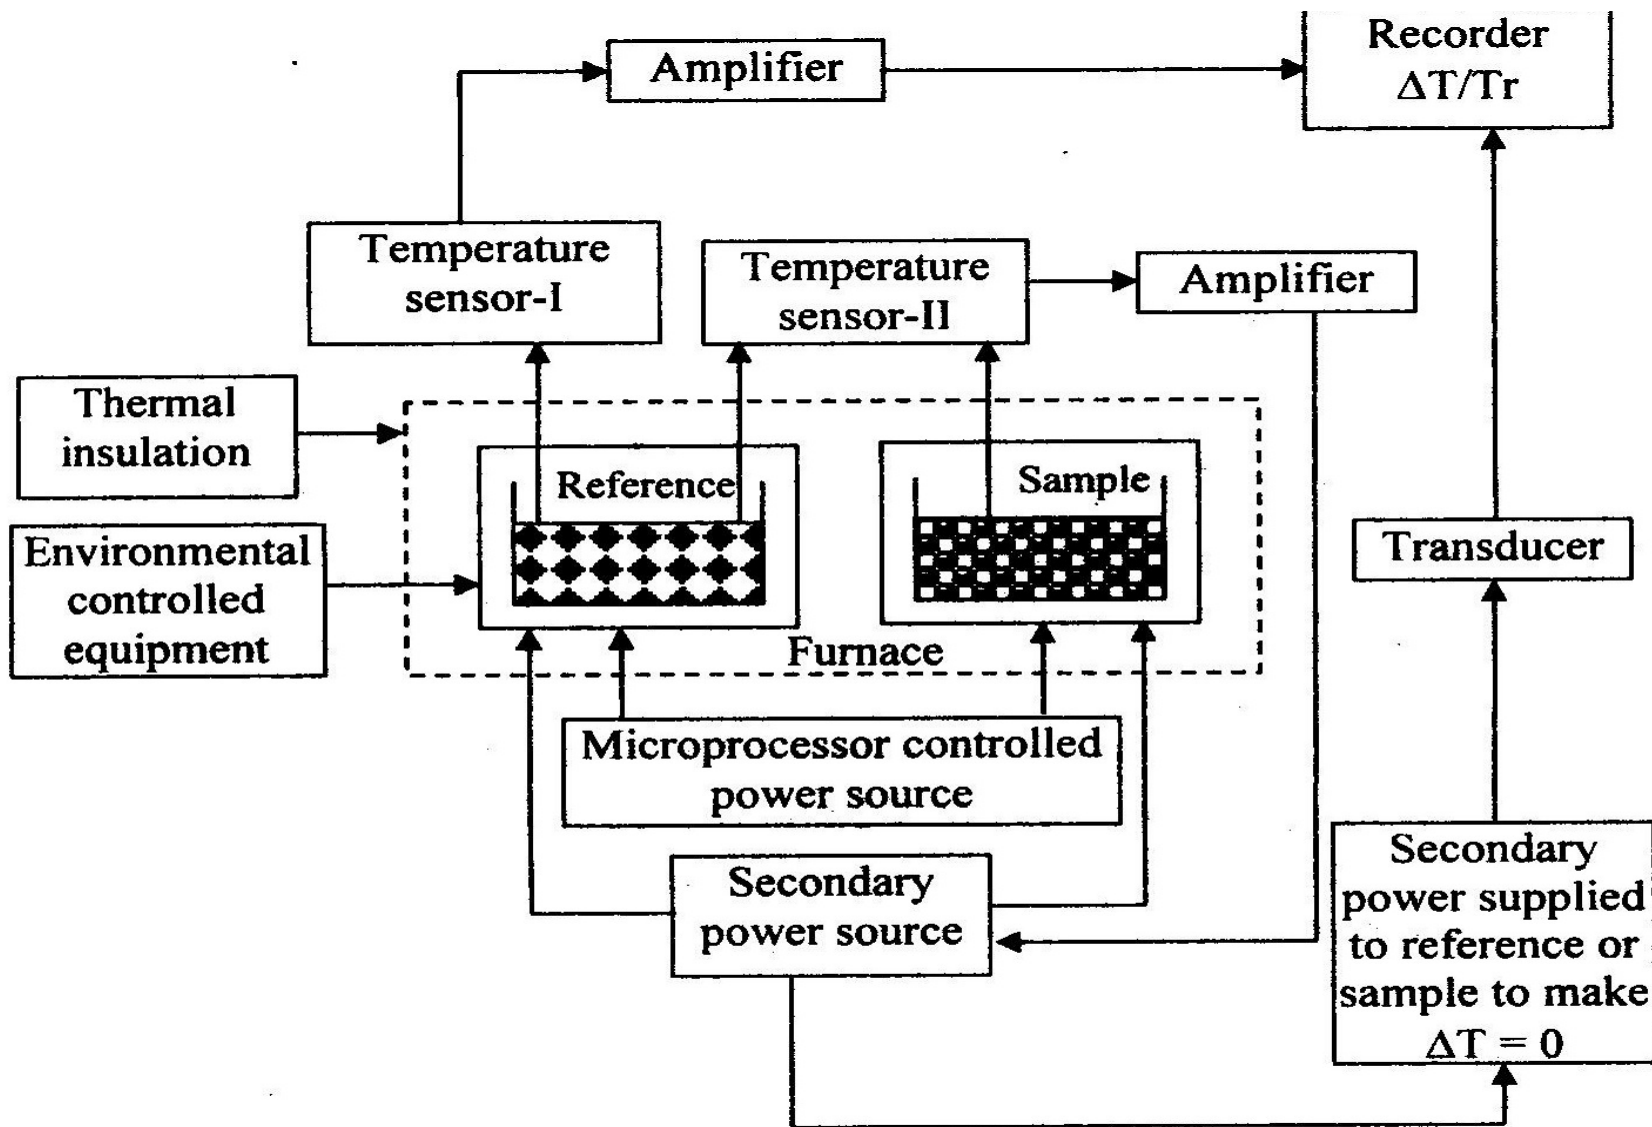 Recorder
ΔT/Tr
Amplifier
Temperature
sensor-I
Temperature
sensor-II
Amplifier
Thermal
insulation
Reference
Sample
Environmental
controlled
equipment
Transducer
Furnace
Microprocessor controlled
power source
Secondary
power source
Secondary
power supplied
to reference or
sample to make
ΔT = 0